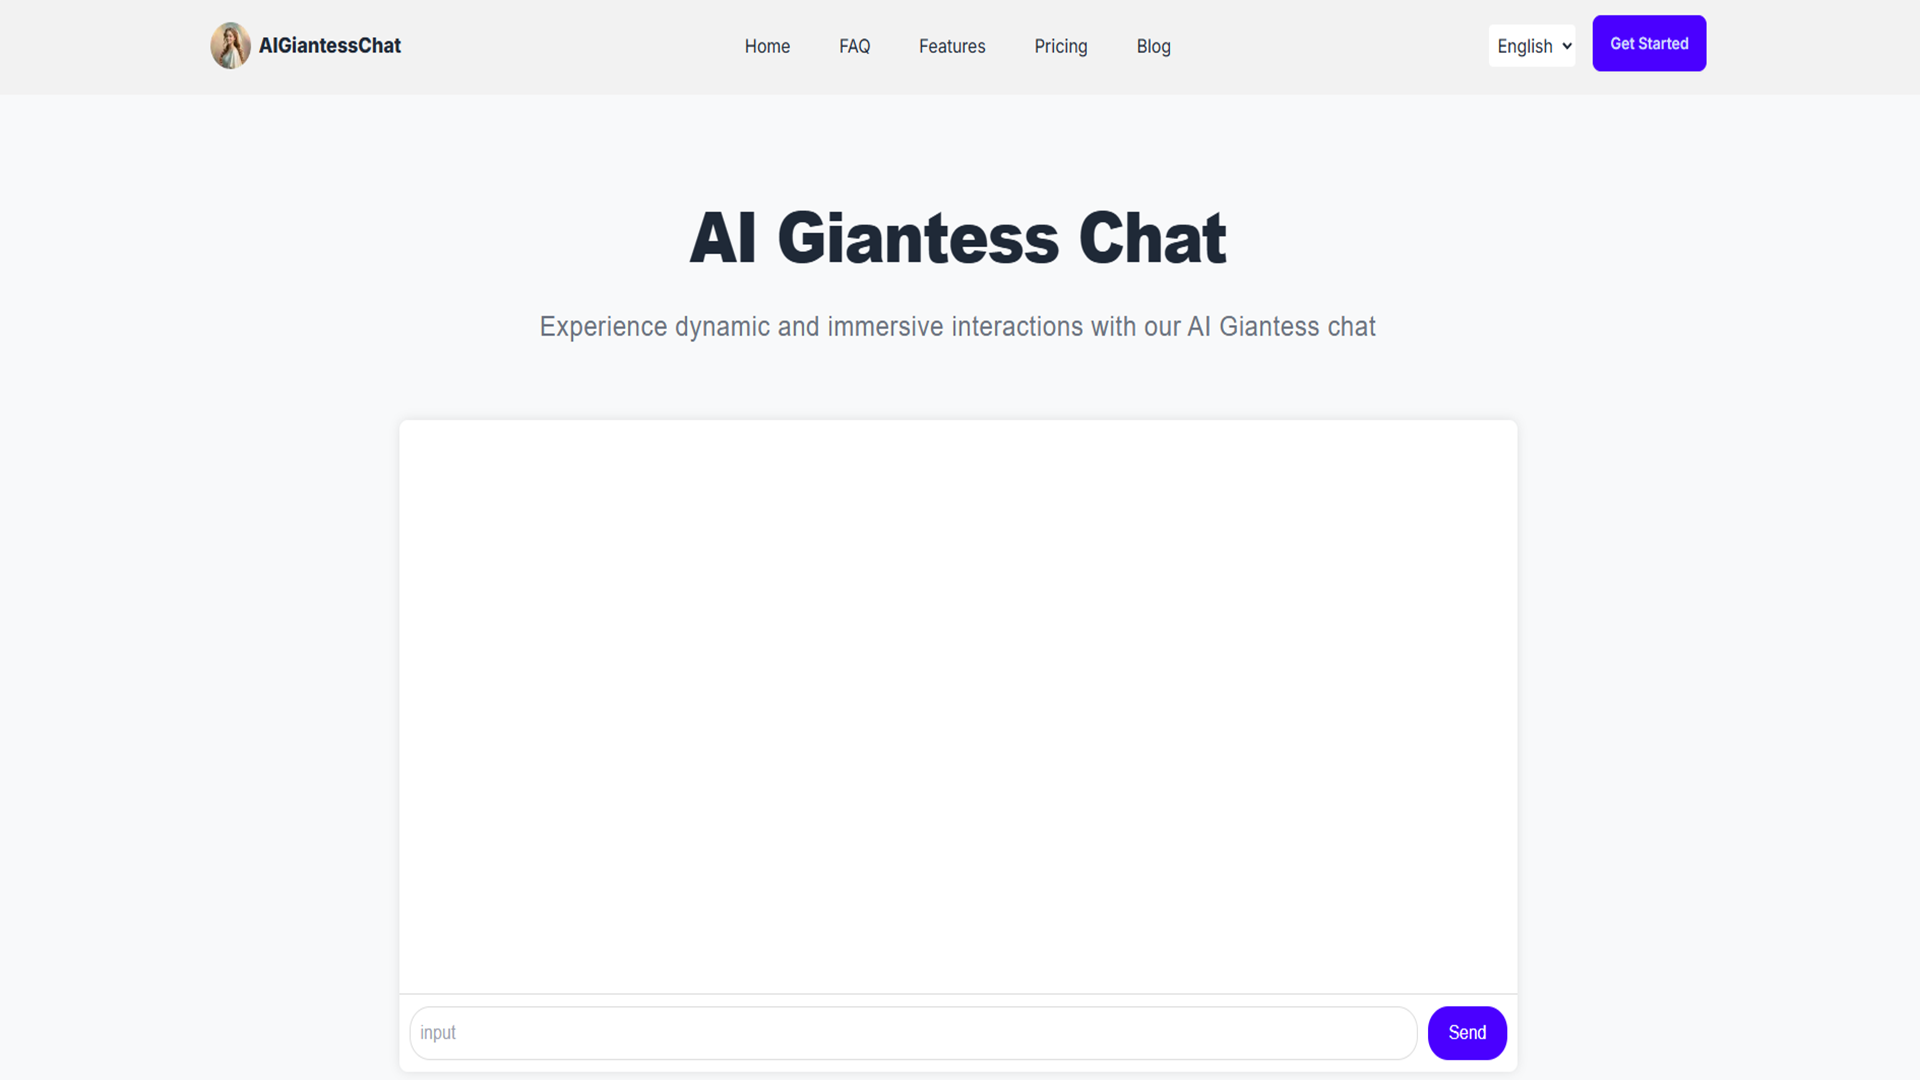 AIGiantessChat
Home
FAQ
Features
Pricing
Blog
English
Get Started
AI Giantess Chat
Experience dynamic and immersive interactions with our AI Giantess chat
input
Send